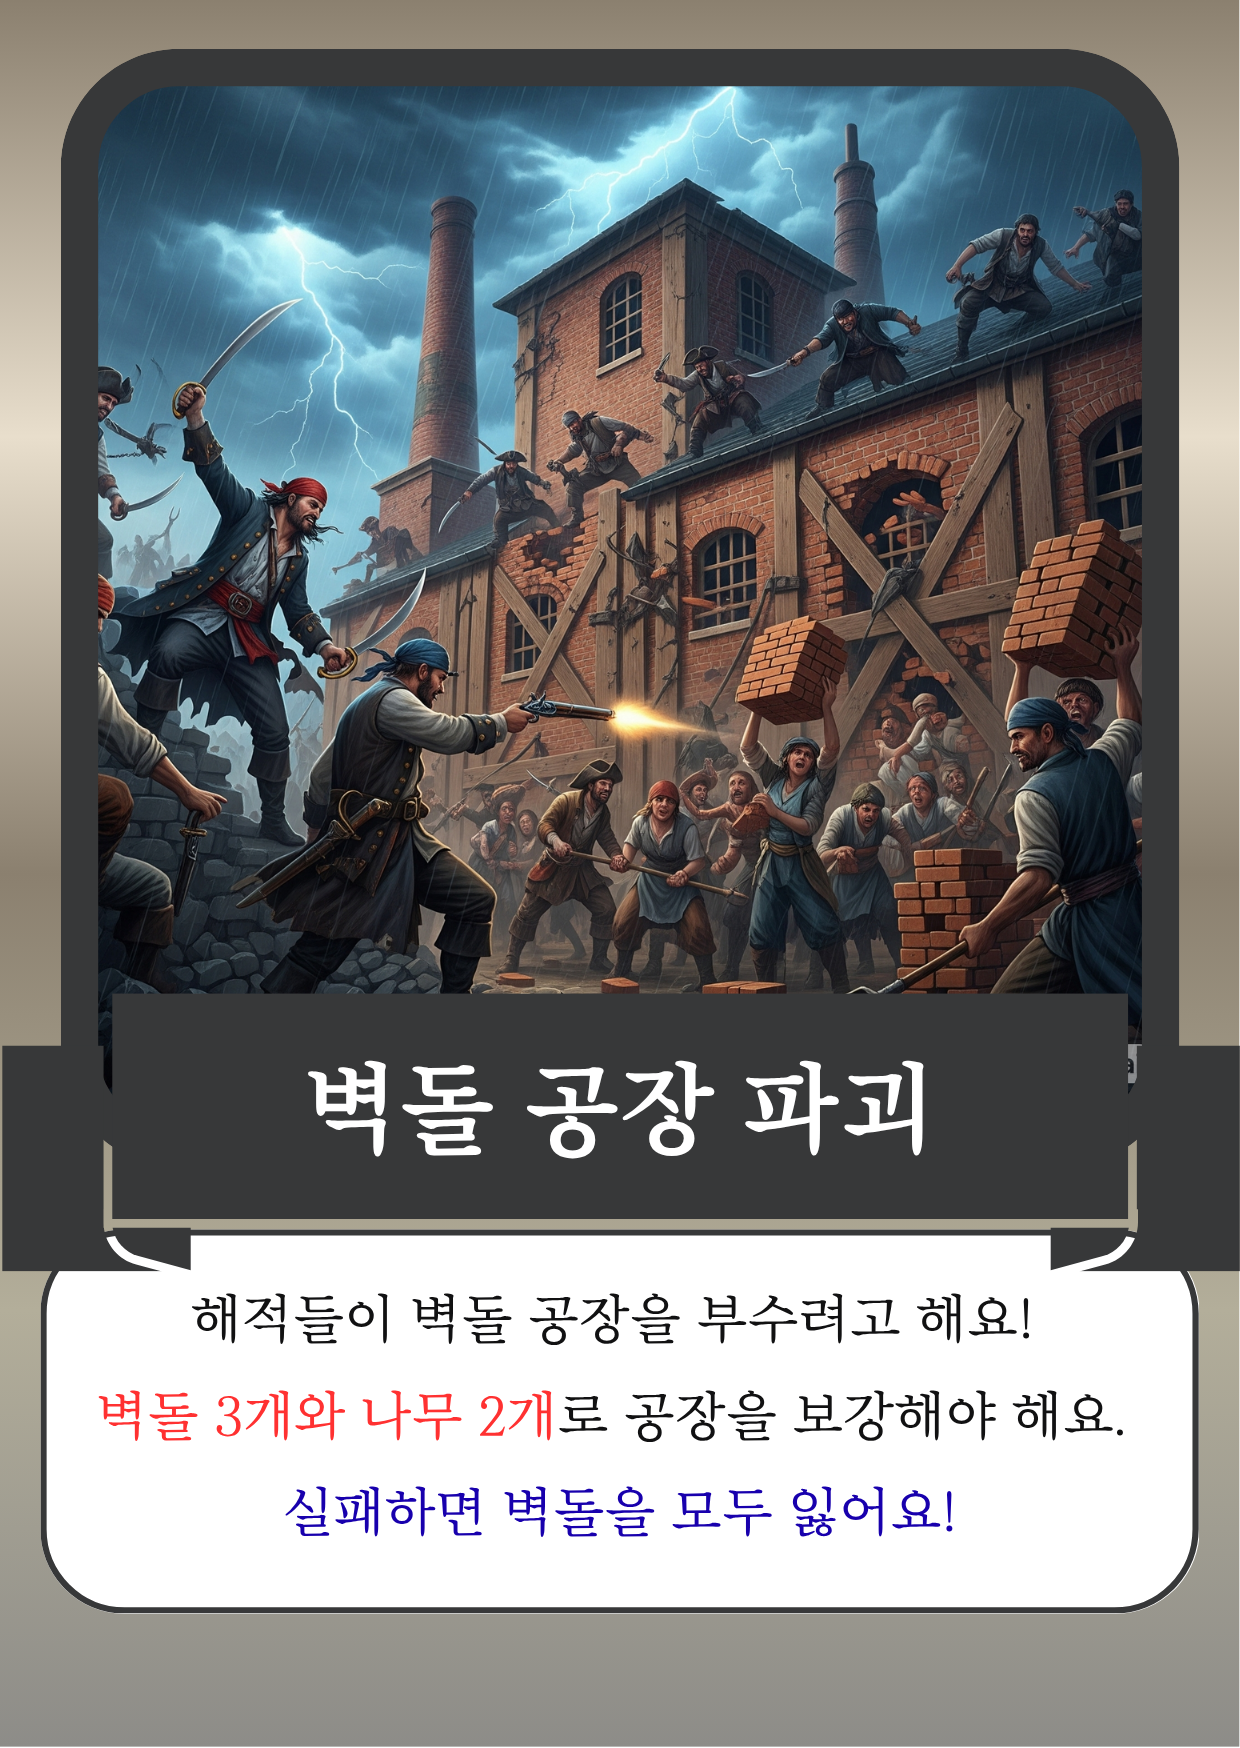 벽돌 공장 파괴
해적들이 벽돌 공장을 부수려고 해요!
벽돌 3개와 나무 2개로 공장을 보강해야 해요.
실패하면 벽돌을 모두 잃어요!